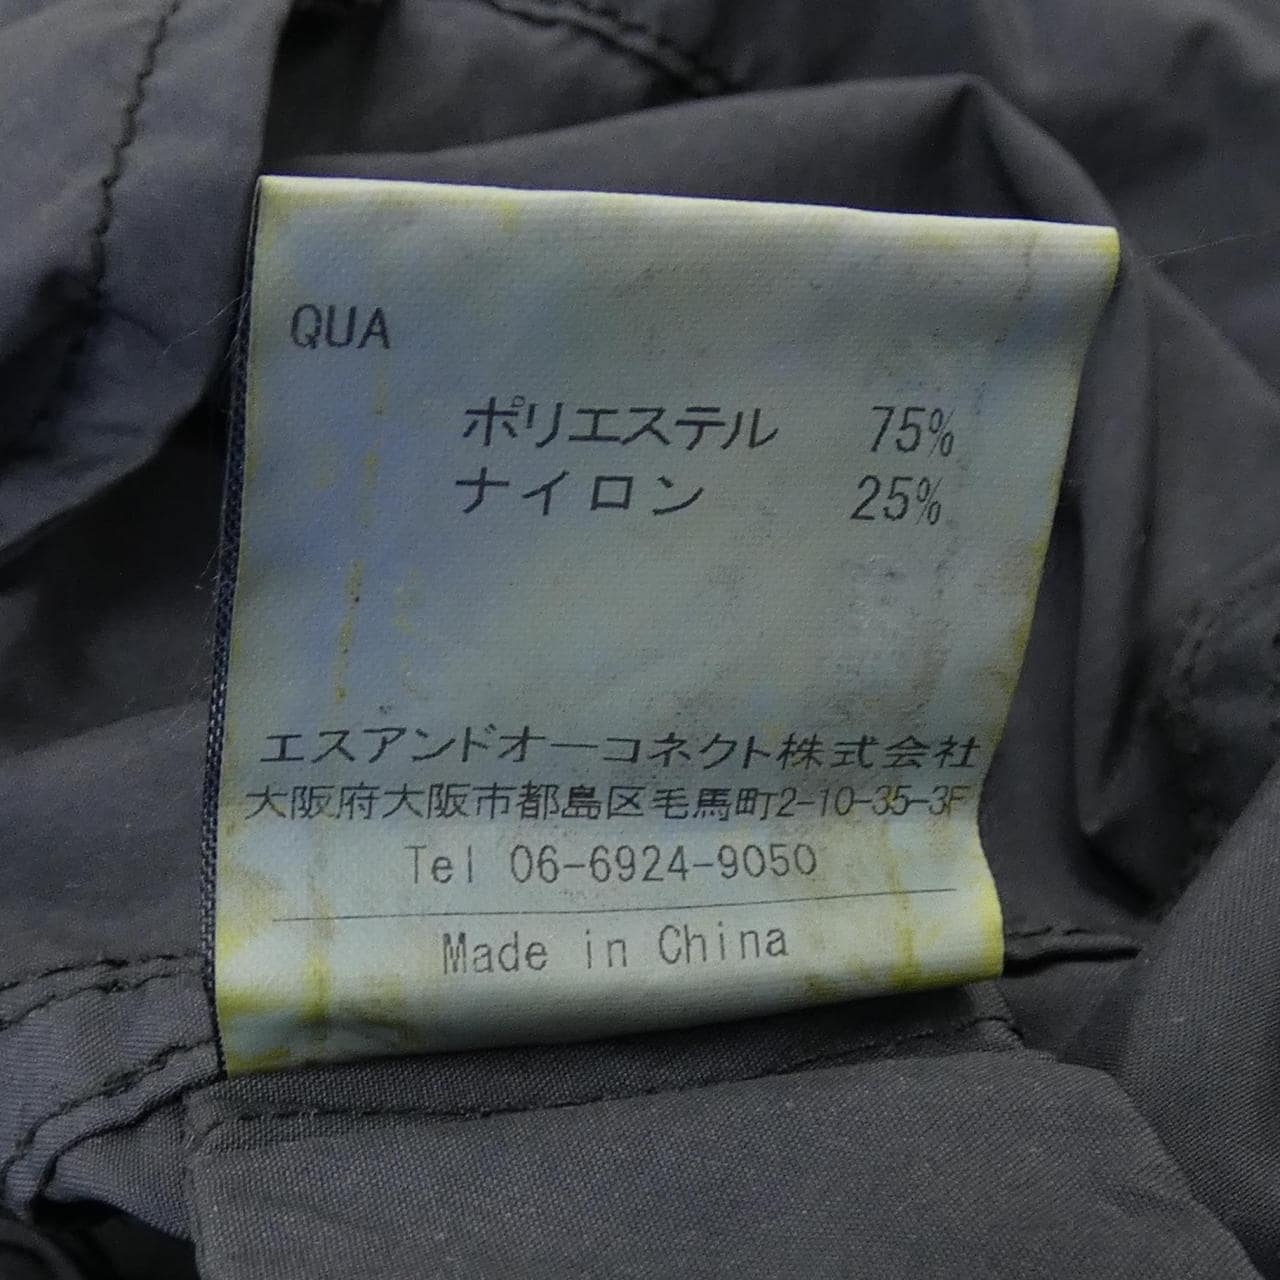 QUA
ポリエステル 75%
ナイロン 25%
エスアンドオーコネクト株式会社
大阪府大阪市都島区毛馬町2-10-35-3F
Tel 06-6924-9050
Made in China